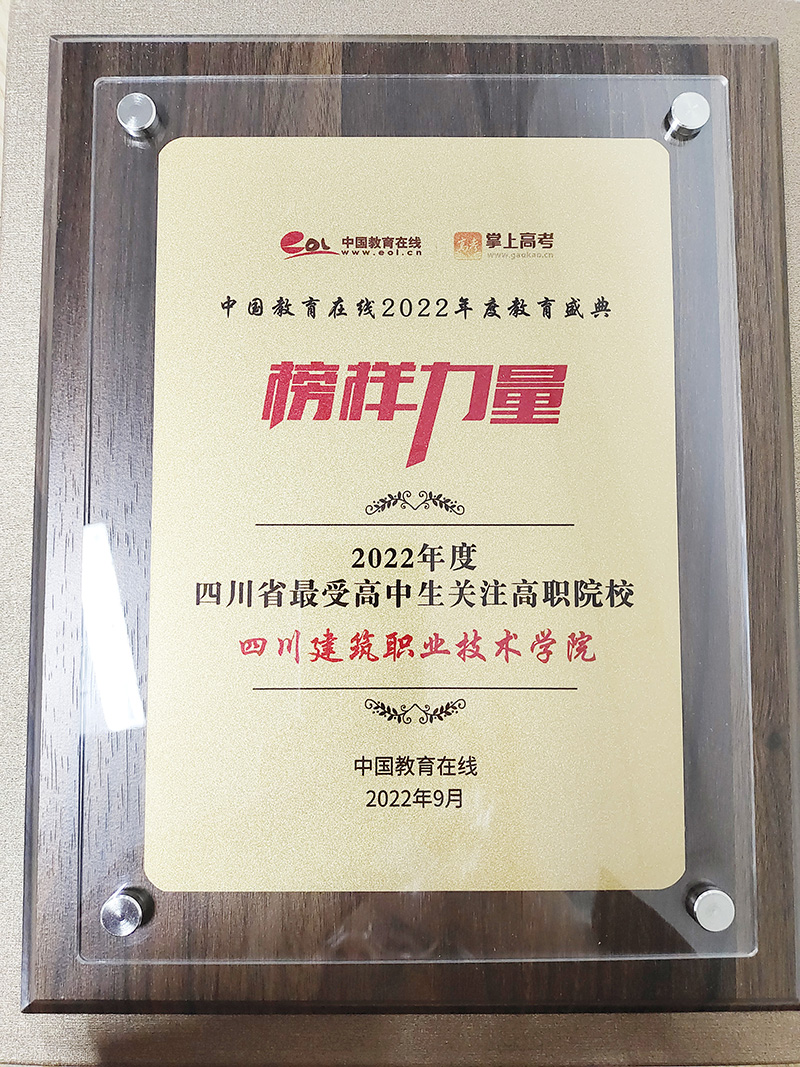 eol 中国教育在线 www.eol.cn
高考 掌上高考 www.gaokao.cn
中国教育在线2022年度教育盛典
榜样力量
2022年度
四川省最受高中生关注高职院校
四川建筑职业技术学院
中国教育在线
2022年9月